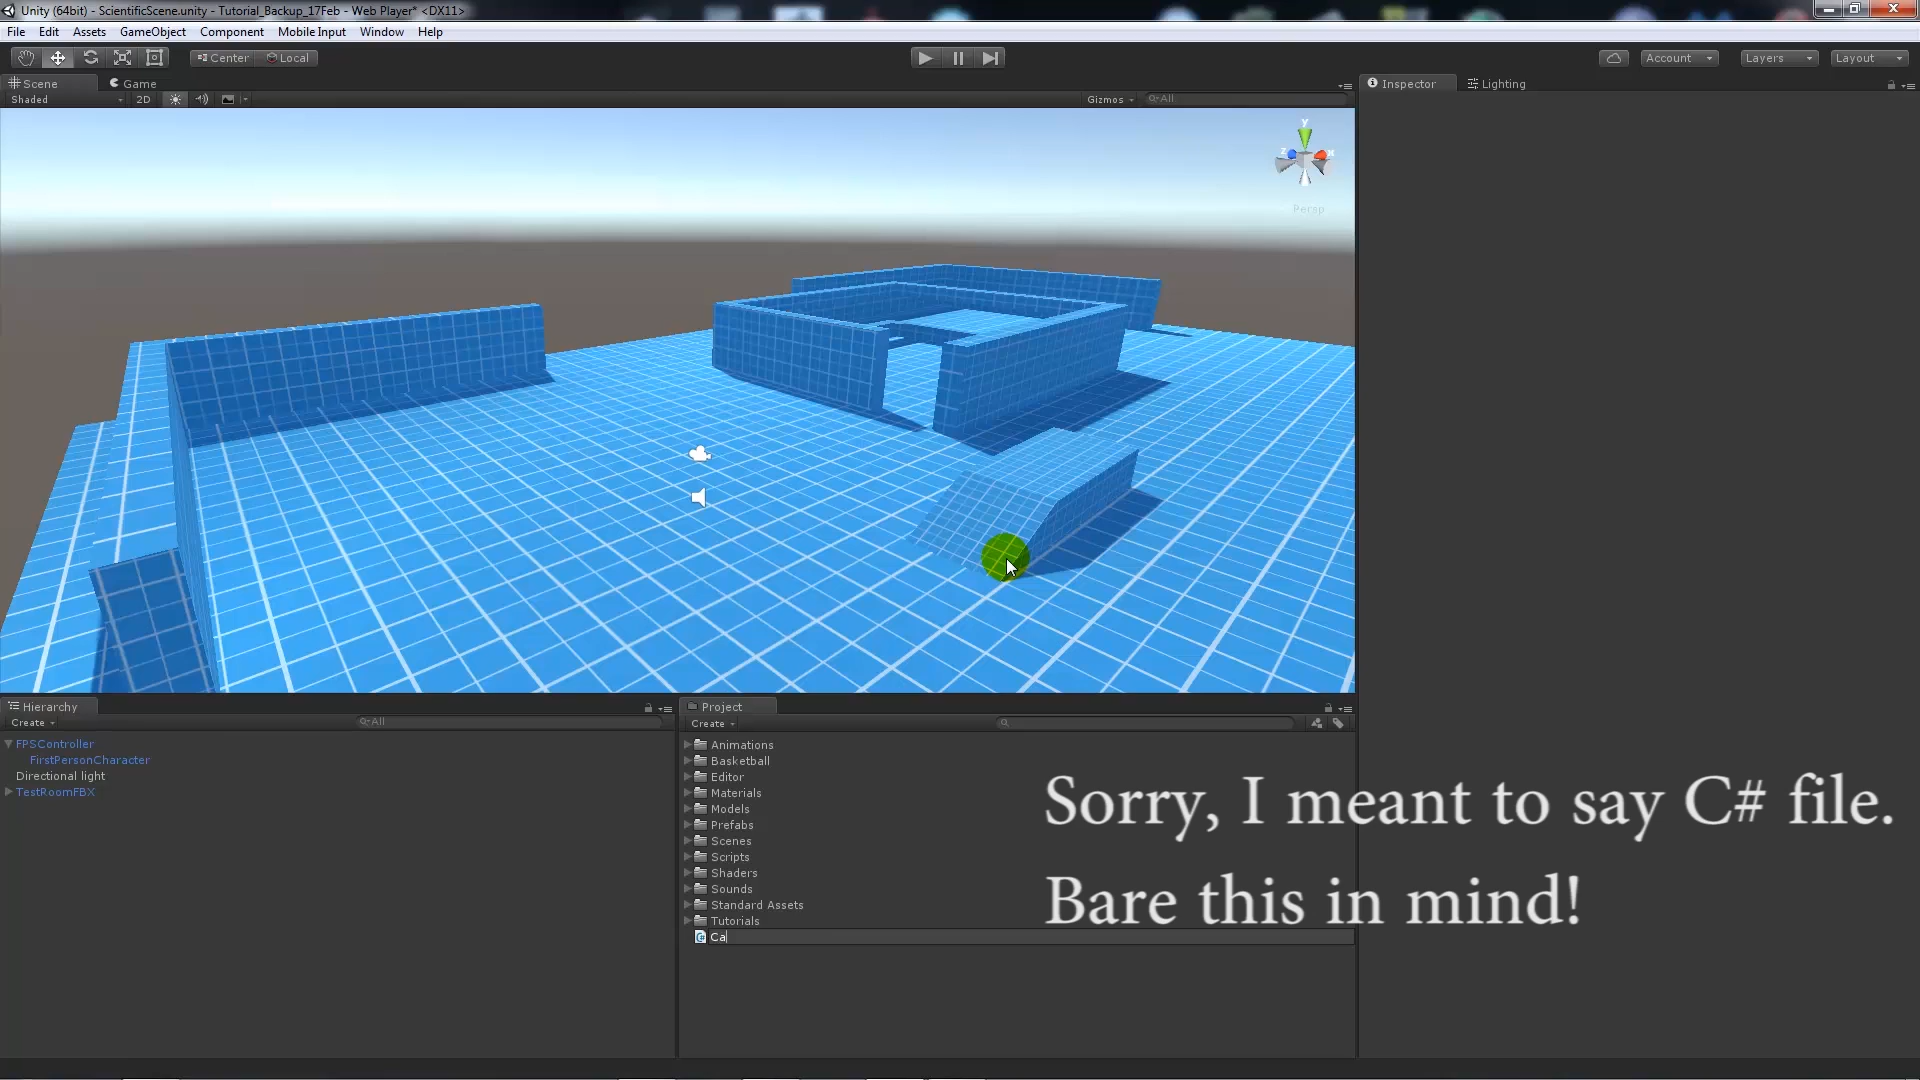 Unity (64bit) - ScientificScene.unity - Tutorial_Backup_17Feb - Web Player* <DX11>
File Edit Assets GameObject Component Mobile Input Window Help
Center Local Account Layers Layout
Scene Game Inspector Lighting
Shaded 2D Gizmos All
y
z x
Persp
Hierarchy
Create All
FPSController
FirstPersonCharacter
Directional light
TestRoomFBX
Project
Create
Animations
Basketball
Editor
Materials
Models
Prefabs
Scenes
Scripts
Shaders
Sounds
Standard Assets
Tutorials
Ca
Sorry, I meant to say C# file.
Bare this in mind!